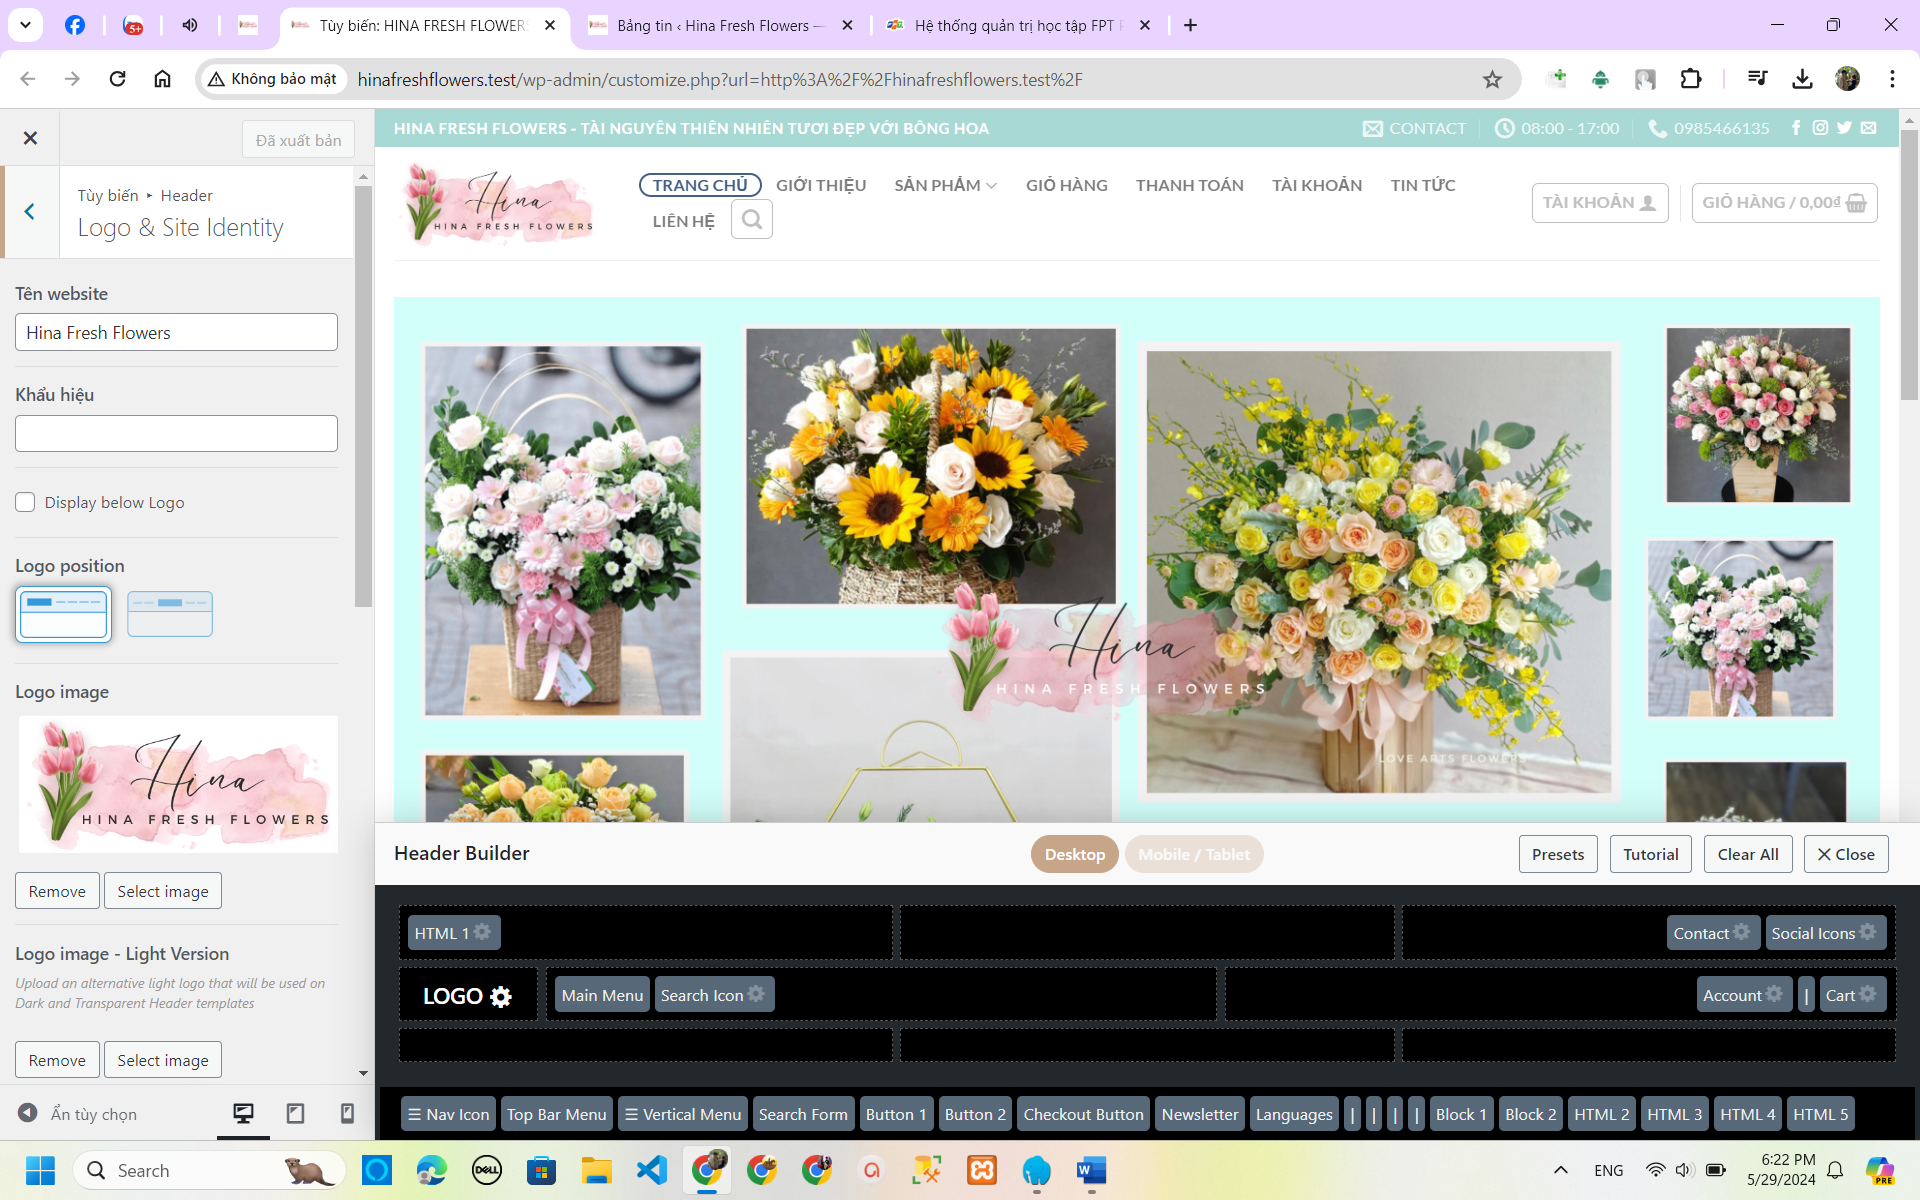 Tùy biến: HINA FRESH FLOWERS
Bảng tin ‹ Hina Fresh Flowers —
Hệ thống quản trị học tập FPT
Không bảo mật
hinafreshflowers.test/wp-admin/customize.php?url=http%3A%2F%2Fhinafreshflowers.test%2F
Đã xuất bản
Tùy biến ▸ Header
Logo & Site Identity
Tên website
Hina Fresh Flowers
Khẩu hiệu
Display below Logo
Logo position
Logo image
Hina
HINA FRESH FLOWERS
Remove
Select image
Logo image - Light Version
Upload an alternative light logo that will be used on
Dark and Transparent Header templates
Remove
Select image
Ẩn tùy chọn
HINA FRESH FLOWERS - TÀI NGUYÊN THIÊN NHIÊN TƯƠI ĐẸP VỚI BÔNG HOA
CONTACT
08:00 - 17:00
0985466135
Hina
HINA FRESH FLOWERS
TRANG CHỦ
GIỚI THIỆU
SẢN PHẨM
GIỎ HÀNG
THANH TOÁN
TÀI KHOẢN
TIN TỨC
LIÊN HỆ
TÀI KHOẢN
GIỎ HÀNG / 0,00₫
Hina
HINA FRESH FLOWERS
LOVE ARTS FLOWERS
Header Builder
Desktop
Mobile / Tablet
Presets
Tutorial
Clear All
Close
HTML 1
Contact
Social Icons
LOGO
Main Menu
Search Icon
Account
|
Cart
☰ Nav Icon
Top Bar Menu
☰ Vertical Menu
Search Form
Button 1
Button 2
Checkout Button
Newsletter
Languages
|
|
|
|
Block 1
Block 2
HTML 2
HTML 3
HTML 4
HTML 5
Search
DELL
ENG
6:22 PM
5/29/2024
PRE